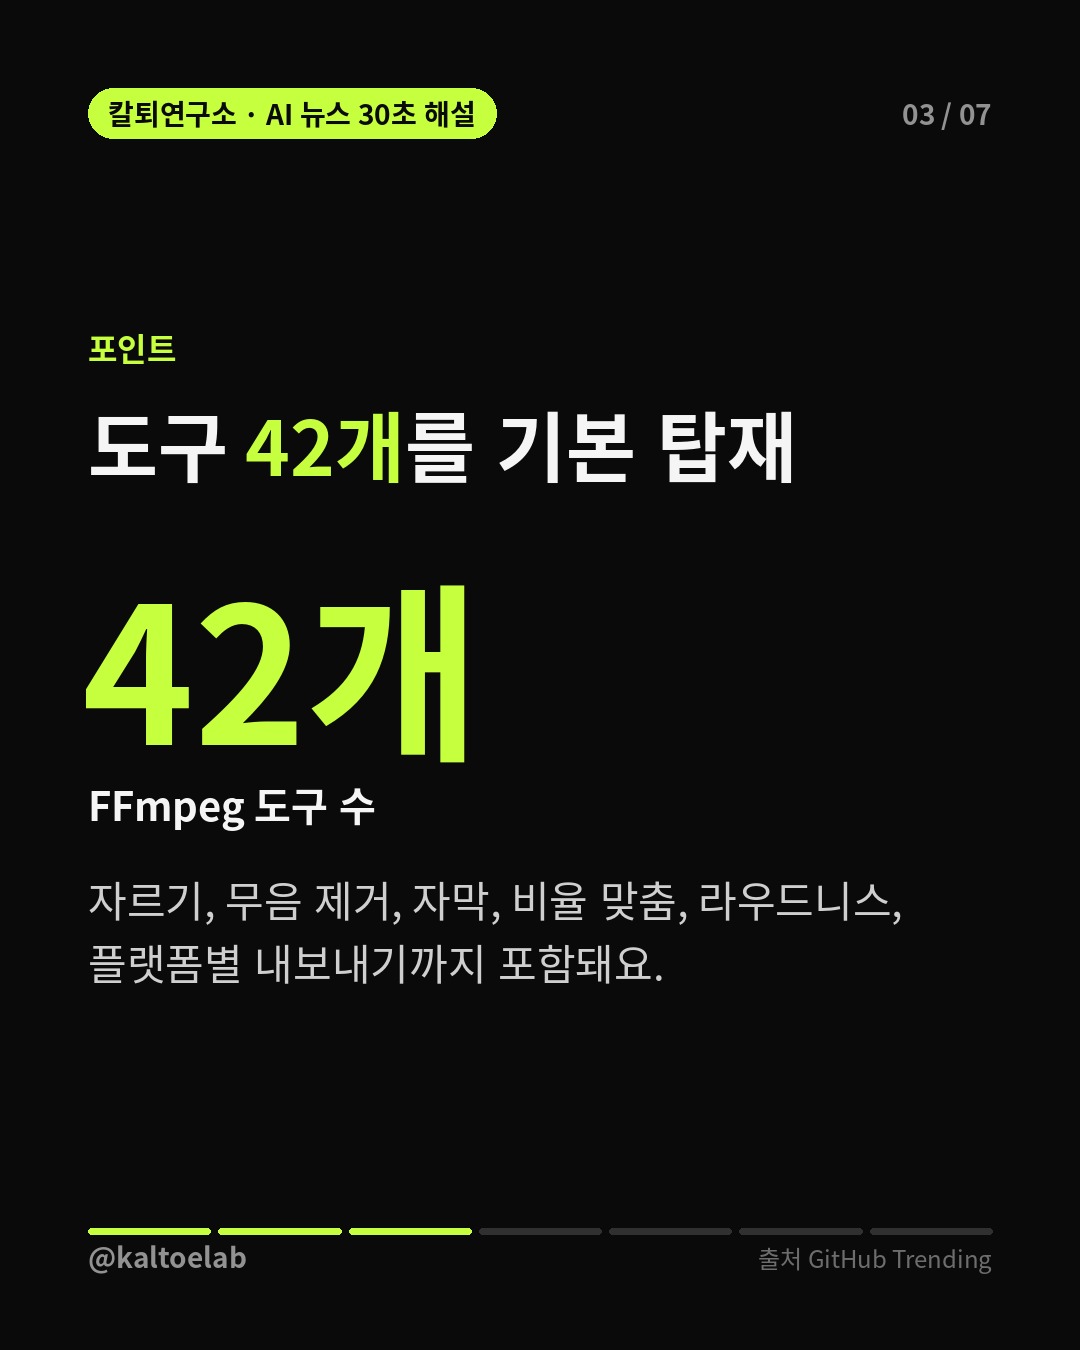 칼퇴연구소 · AI 뉴스 30초 해설
03 / 07
포인트
도구 42개를 기본 탑재
42개
FFmpeg 도구 수
자르기, 무음 제거, 자막, 비율 맞춤, 라우드니스,
플랫폼별 내보내기까지 포함돼요.
@kaltoelab
출처 GitHub Trending